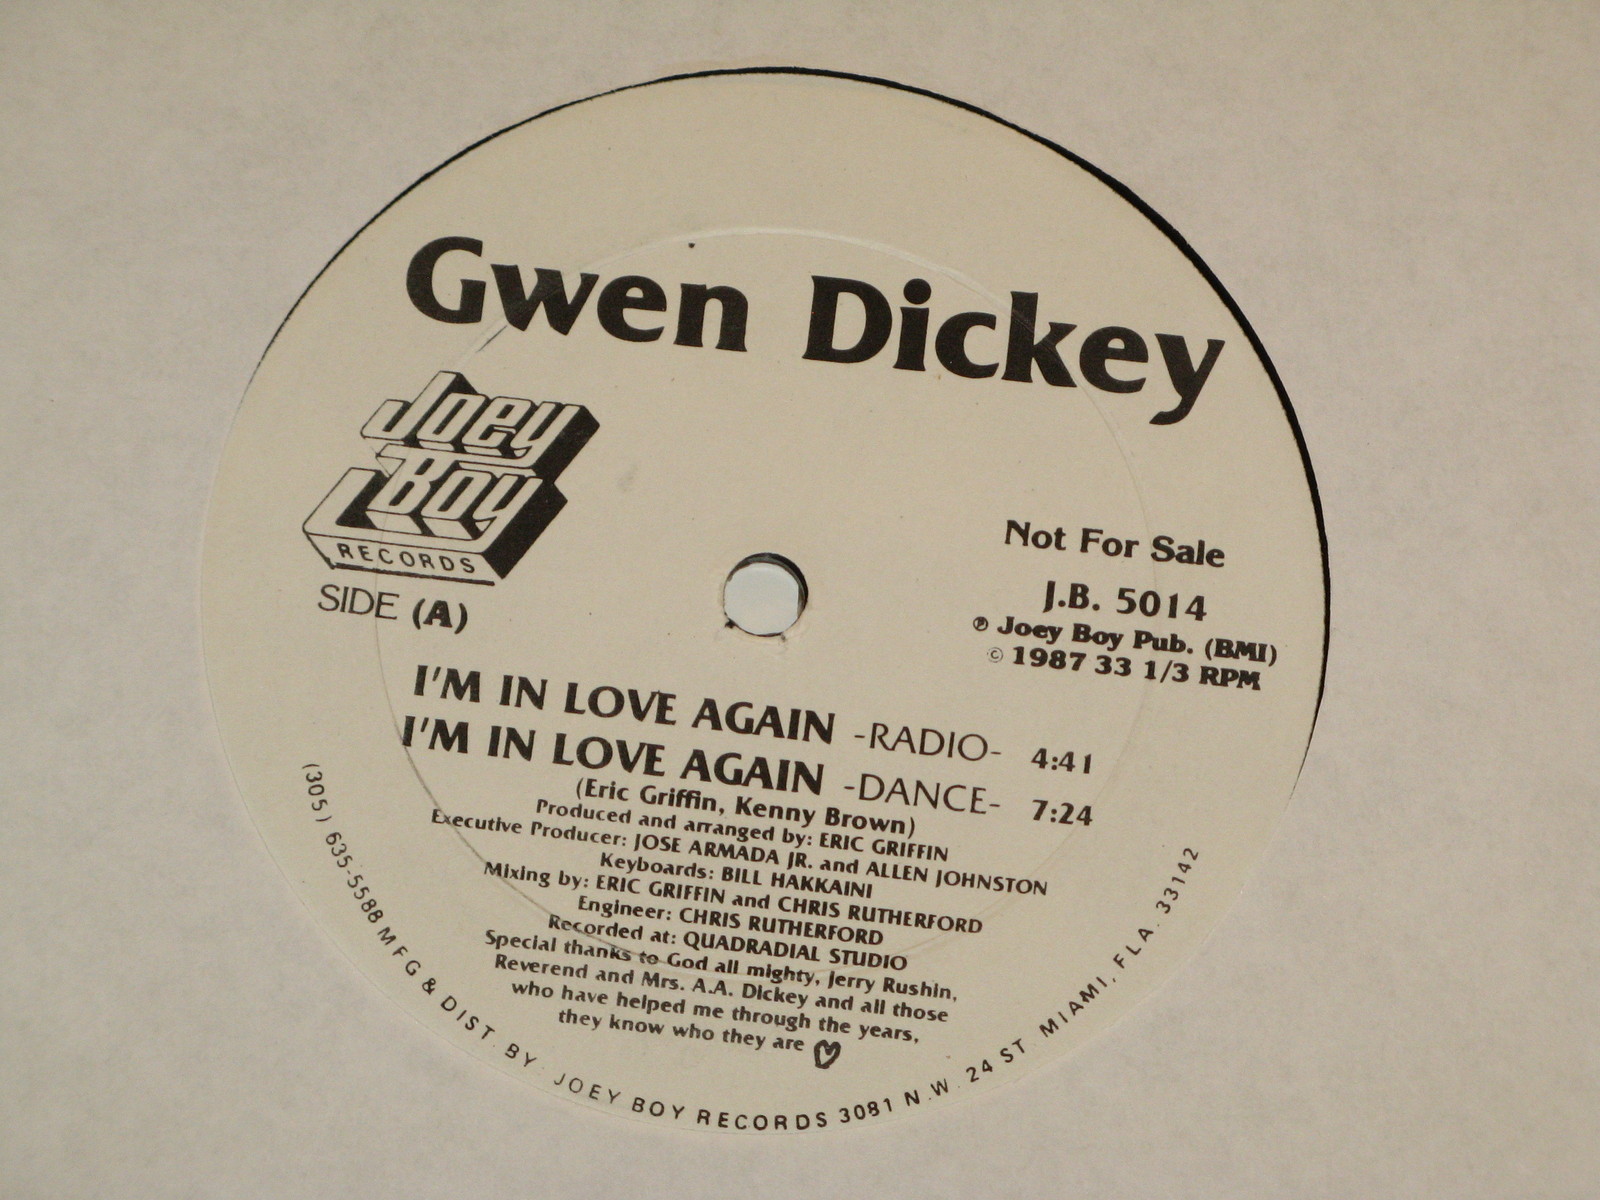 Gwen Dickey
Joey
Boy
RECORDS
SIDE (A)
Not For Sale
J.B. 5014
℗ Joey Boy Pub. (BMI)
© 1987 33 1/3 RPM
I'M IN LOVE AGAIN -RADIO- 4:41
I'M IN LOVE AGAIN -DANCE- 7:24
(Eric Griffin, Kenny Brown)
Produced and arranged by: ERIC GRIFFIN
Executive Producer: JOSE ARMADA JR. and ALLEN JOHNSTON
Keyboards: BILL HAKKAINI
Mixing by: ERIC GRIFFIN and CHRIS RUTHERFORD
Engineer: CHRIS RUTHERFORD
Recorded at: QUADRADIAL STUDIO
Special thanks to God all mighty, Jerry Rushin,
Reverend and Mrs. A.A. Dickey and all those
who have helped me through the years,
they know who they are ♡
(305) 635-5588 MFG & DIST. BY JOEY BOY RECORDS 3081 N.W. 24 ST. MIAMI, FLA. 33142